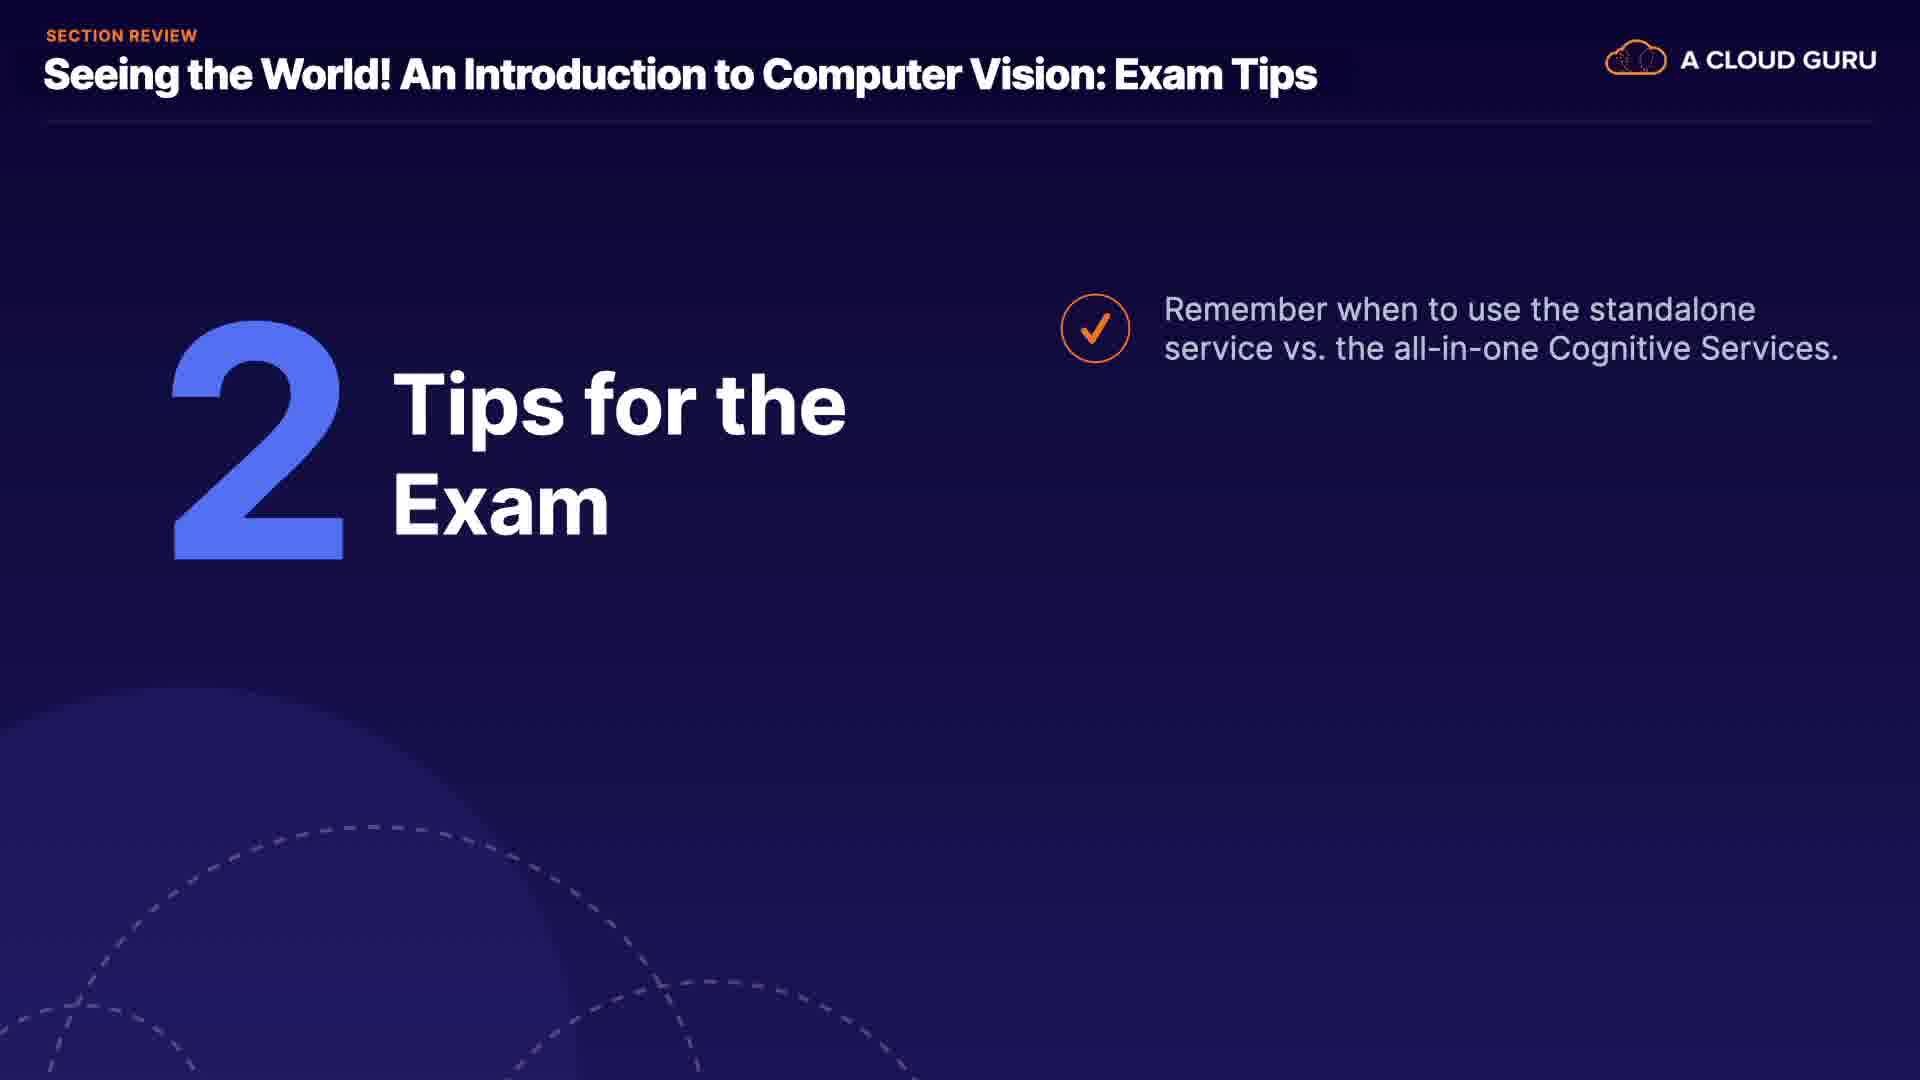 SECTION REVIEW
Seeing the World! An Introduction to Computer Vision: Exam Tips
A CLOUD GURU
2
Tips for the
Exam
Remember when to use the standalone
service vs. the all-in-one Cognitive Services.